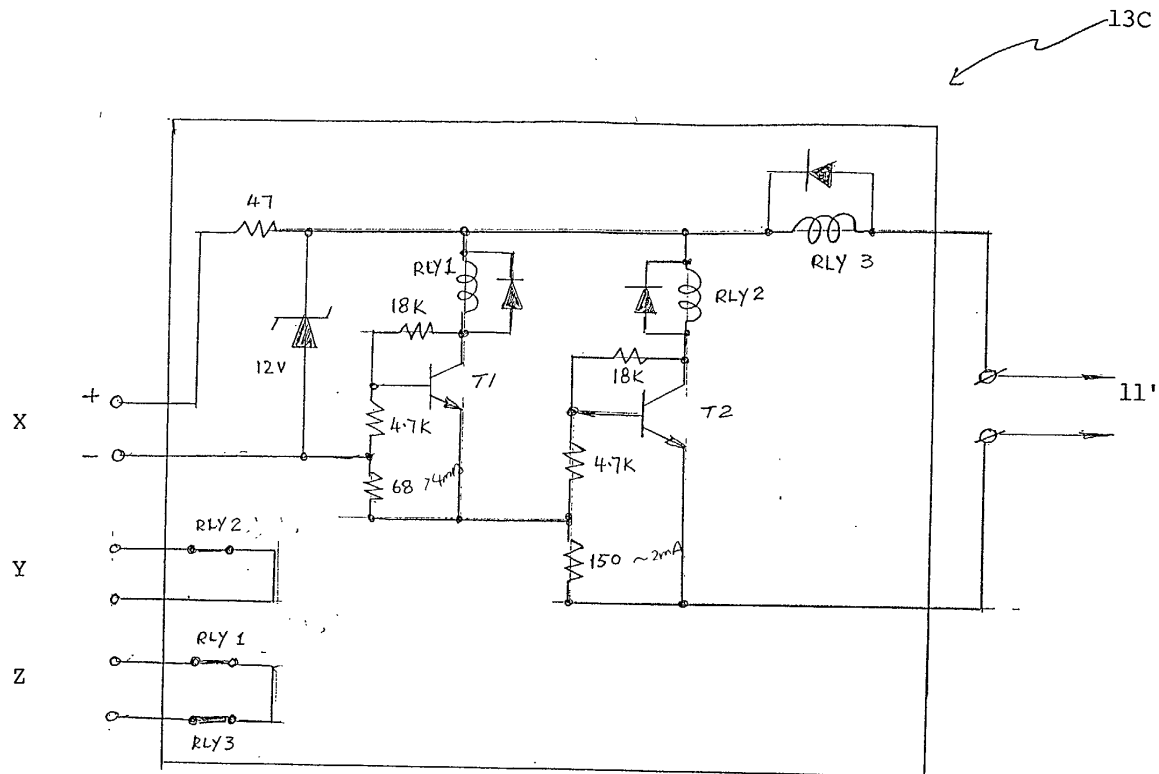 13C
47
RLY 3
RLY1
RLY2
18K
18K
12V
T1
T2
X
+
-
4.7K
4.7K
68 >4mA
150 ~2mA
11'
Y
RLY2
Z
RLY 1
RLY3